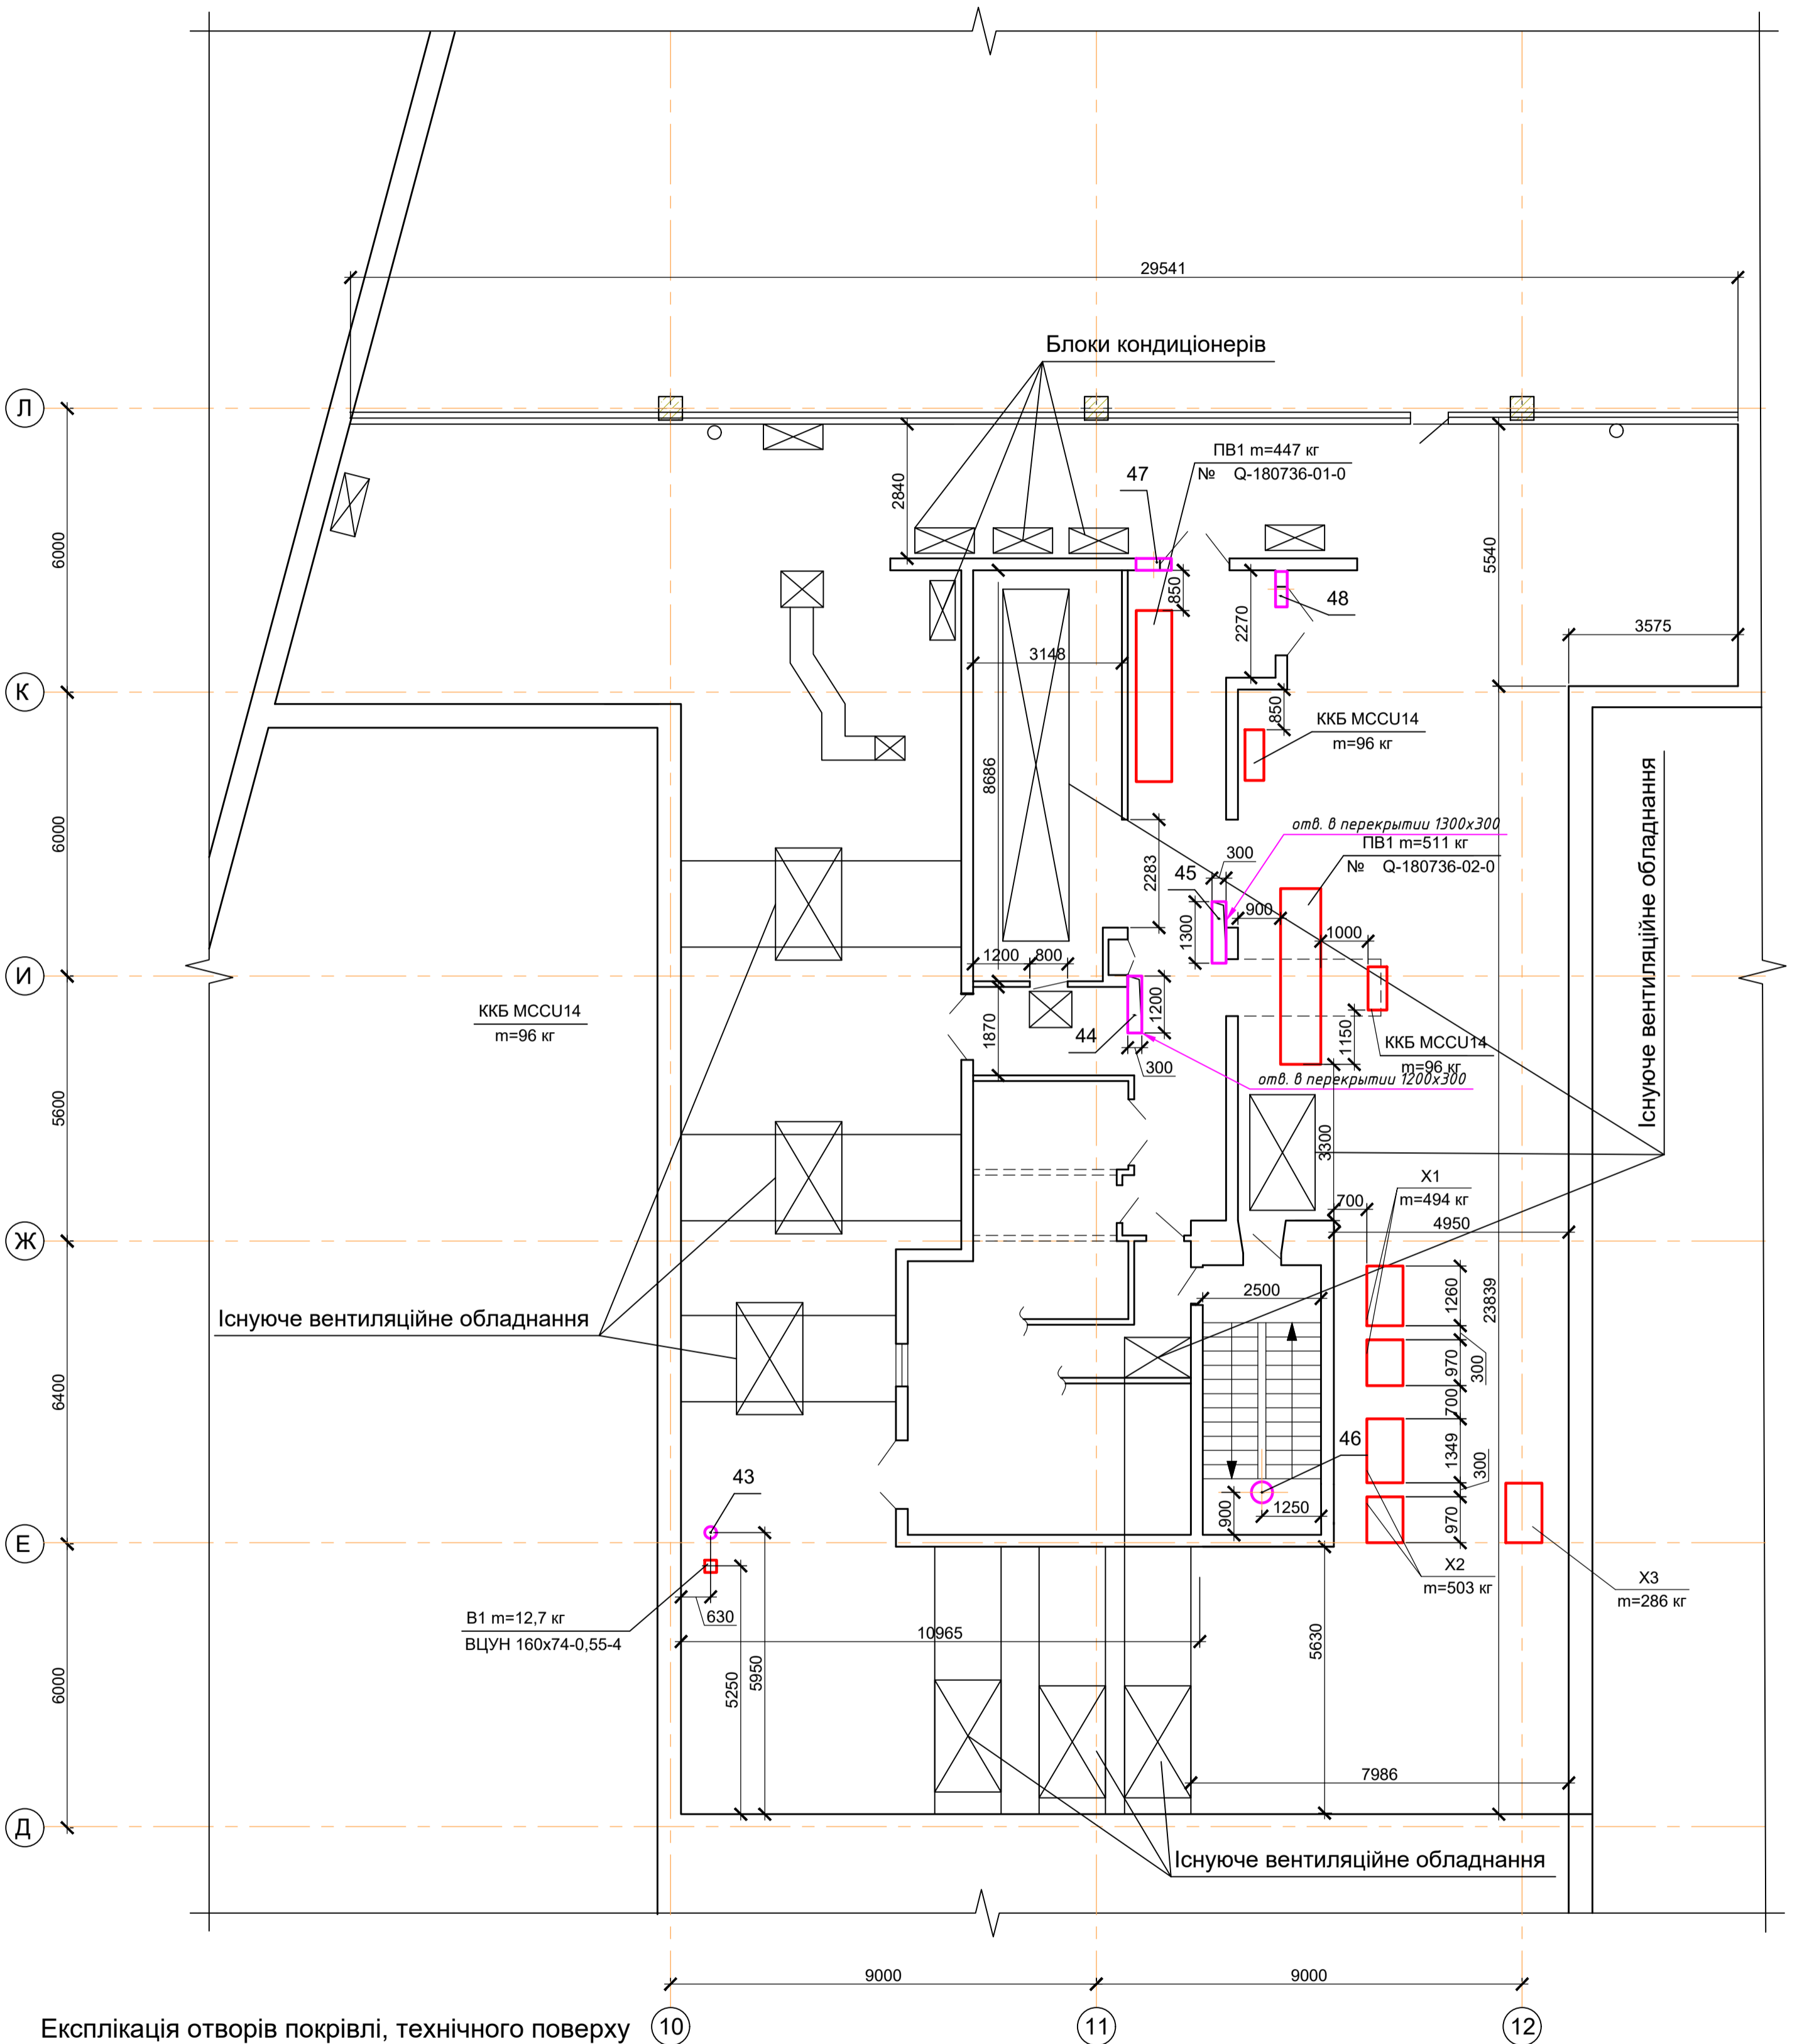 29541
Блоки кондиціонерів
Л
ПВ1 m=447 кг
№ Q-180736-01-0
47
2840
6000
5540
850
48
2270
3575
3148
К
850
ККБ MCCU14
m=96 кг
8686
Існуюче вентиляційне обладнання
6000
отв. в перекрытии 1300х300
ПВ1 m=511 кг
№ Q-180736-02-0
2283
300
45
900
1300
1000
1200
800
И
ККБ MCCU14
m=96 кг
1200
1870
44
300
1150
ККБ MCCU14
m=96 кг
отв. в перекрытии 1200х300
5600
3300
X1
m=494 кг
700
4950
Ж
2500
1260
23839
Існуюче вентиляційне обладнання
970
300
6400
700
46
1349
300
43
900
1250
970
Е
X2
m=503 кг
X3
m=286 кг
В1 m=12,7 кг
ВЦУН 160х74-0,55-4
630
10965
5630
5250
5950
6000
7986
Д
Існуюче вентиляційне обладнання
9000
9000
Експлікація отворів покрівлі, технічного поверху
10
11
12